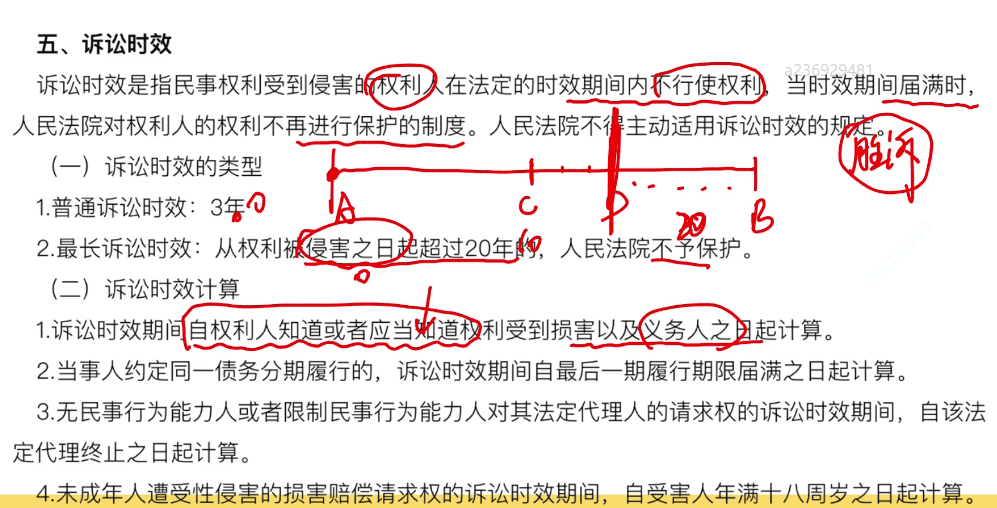 五、诉讼时效
a236929481
诉讼时效是指民事权利受到侵害的权利人在法定的时效期间内不行使权利，当时效期间届满时，
人民法院对权利人的权利不再进行保护的制度。人民法院不得主动适用诉讼时效的规定。
胜诉
（一）诉讼时效的类型
1.普通诉讼时效：3年。
A C D 20 B
2.最长诉讼时效：从权利被侵害之日起超过20年的，人民法院不予保护。
10
（二）诉讼时效计算
1.诉讼时效期间自权利人知道或者应当知道权利受到损害以及义务人之日起计算。
2.当事人约定同一债务分期履行的，诉讼时效期间自最后一期履行期限届满之日起计算。
3.无民事行为能力人或者限制民事行为能力人对其法定代理人的请求权的诉讼时效期间，自该法
定代理终止之日起计算。
4.未成年人遭受性侵害的损害赔偿请求权的诉讼时效期间，自受害人年满十八周岁之日起计算。